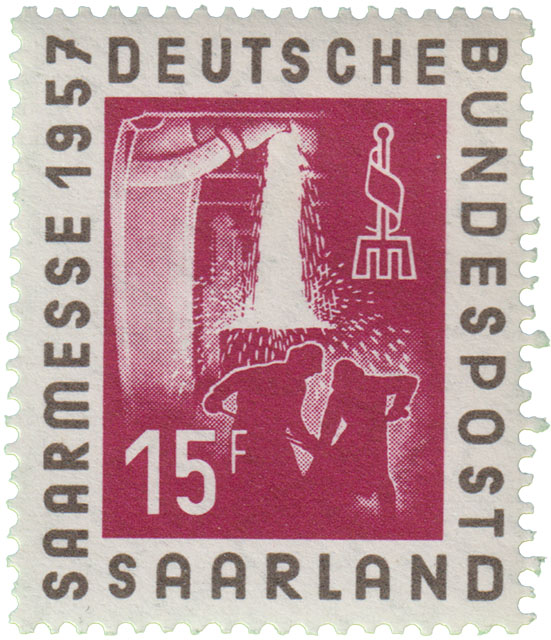 SAARMESSE 1957
DEUTSCHE
BUNDESPOST
15 F
SAARLAND